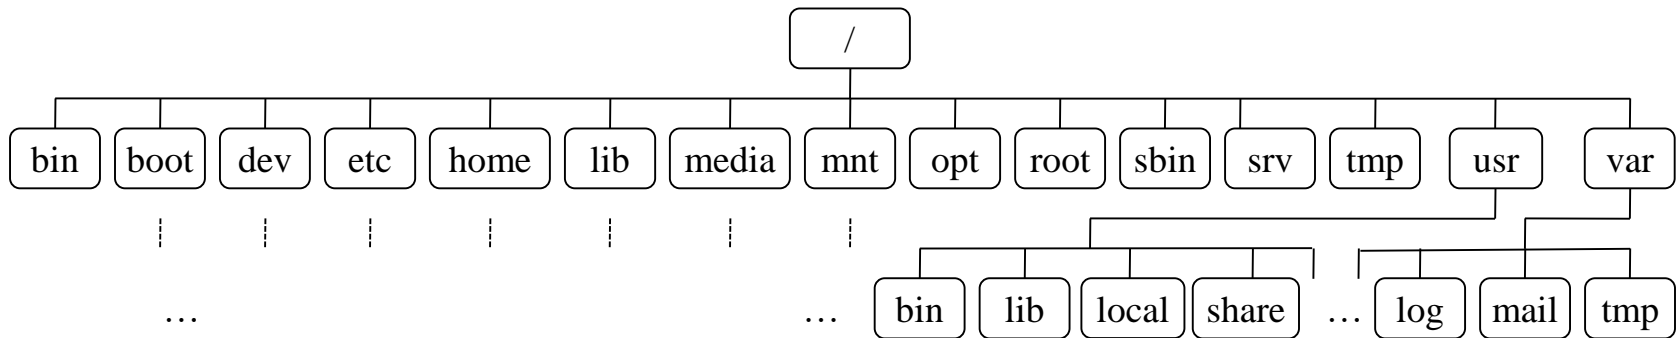 /
bin boot dev etc home lib media mnt opt root sbin srv tmp usr var
… … bin lib local share … log mail tmp